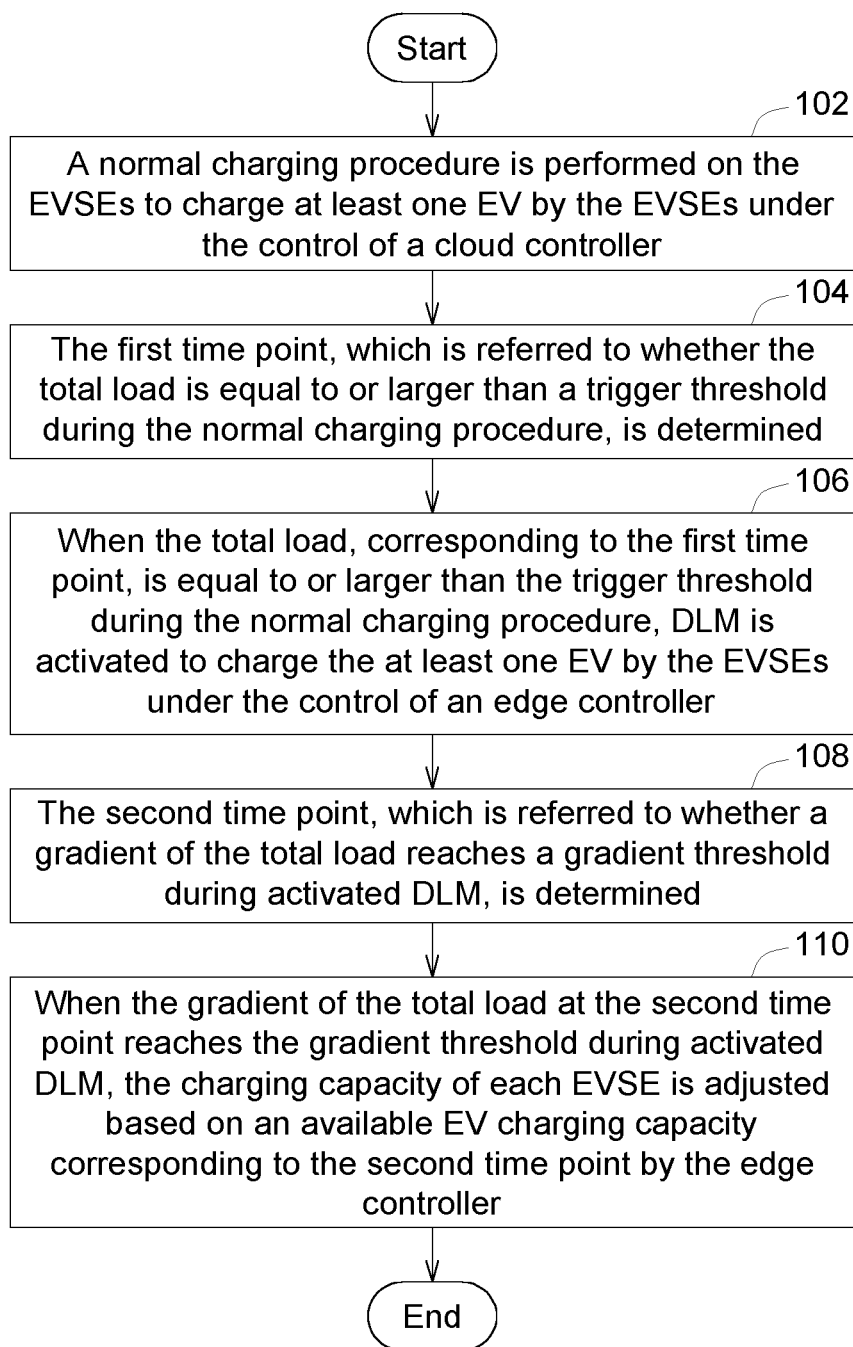 Start
102
A normal charging procedure is performed on the
EVSEs to charge at least one EV by the EVSEs under
the control of a cloud controller
104
The first time point, which is referred to whether the
total load is equal to or larger than a trigger threshold
during the normal charging procedure, is determined
106
When the total load, corresponding to the first time
point, is equal to or larger than the trigger threshold
during the normal charging procedure, DLM is
activated to charge the at least one EV by the EVSEs
under the control of an edge controller
108
The second time point, which is referred to whether a
gradient of the total load reaches a gradient threshold
during activated DLM, is determined
110
When the gradient of the total load at the second time
point reaches the gradient threshold during activated
DLM, the charging capacity of each EVSE is adjusted
based on an available EV charging capacity
corresponding to the second time point by the edge
controller
End